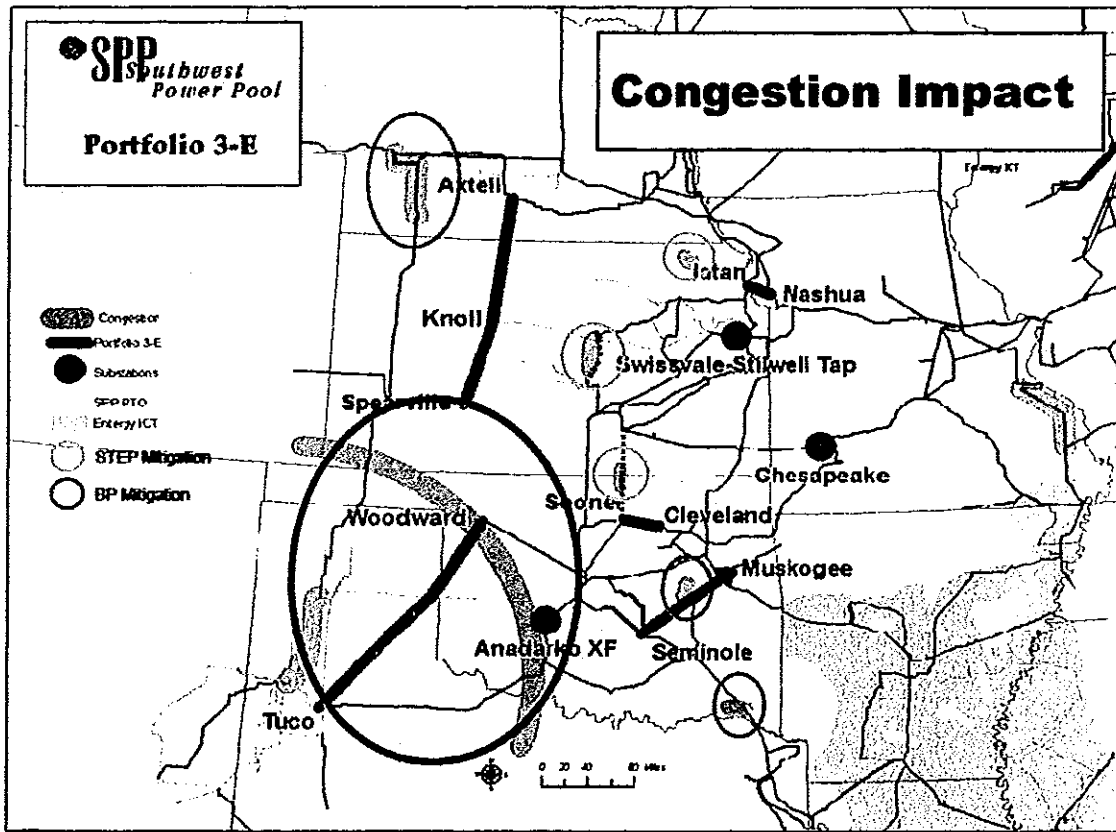 SPP
Southwest
Power Pool
Portfolio 3-E
Congestion Impact
Entergy ICT
Axtell
Iatan
Nashua
Knoll
Congestion
Portfolio 3-E
Substations
SPP RTO
Entergy ICT
STEP Mitigation
BP Mitigation
Swissvale-Stilwell Tap
Spearville
Chesapeake
Sooner
Cleveland
Woodward
Muskogee
Anadarko XF
Seminole
Tuco
0 20 40 80 Miles